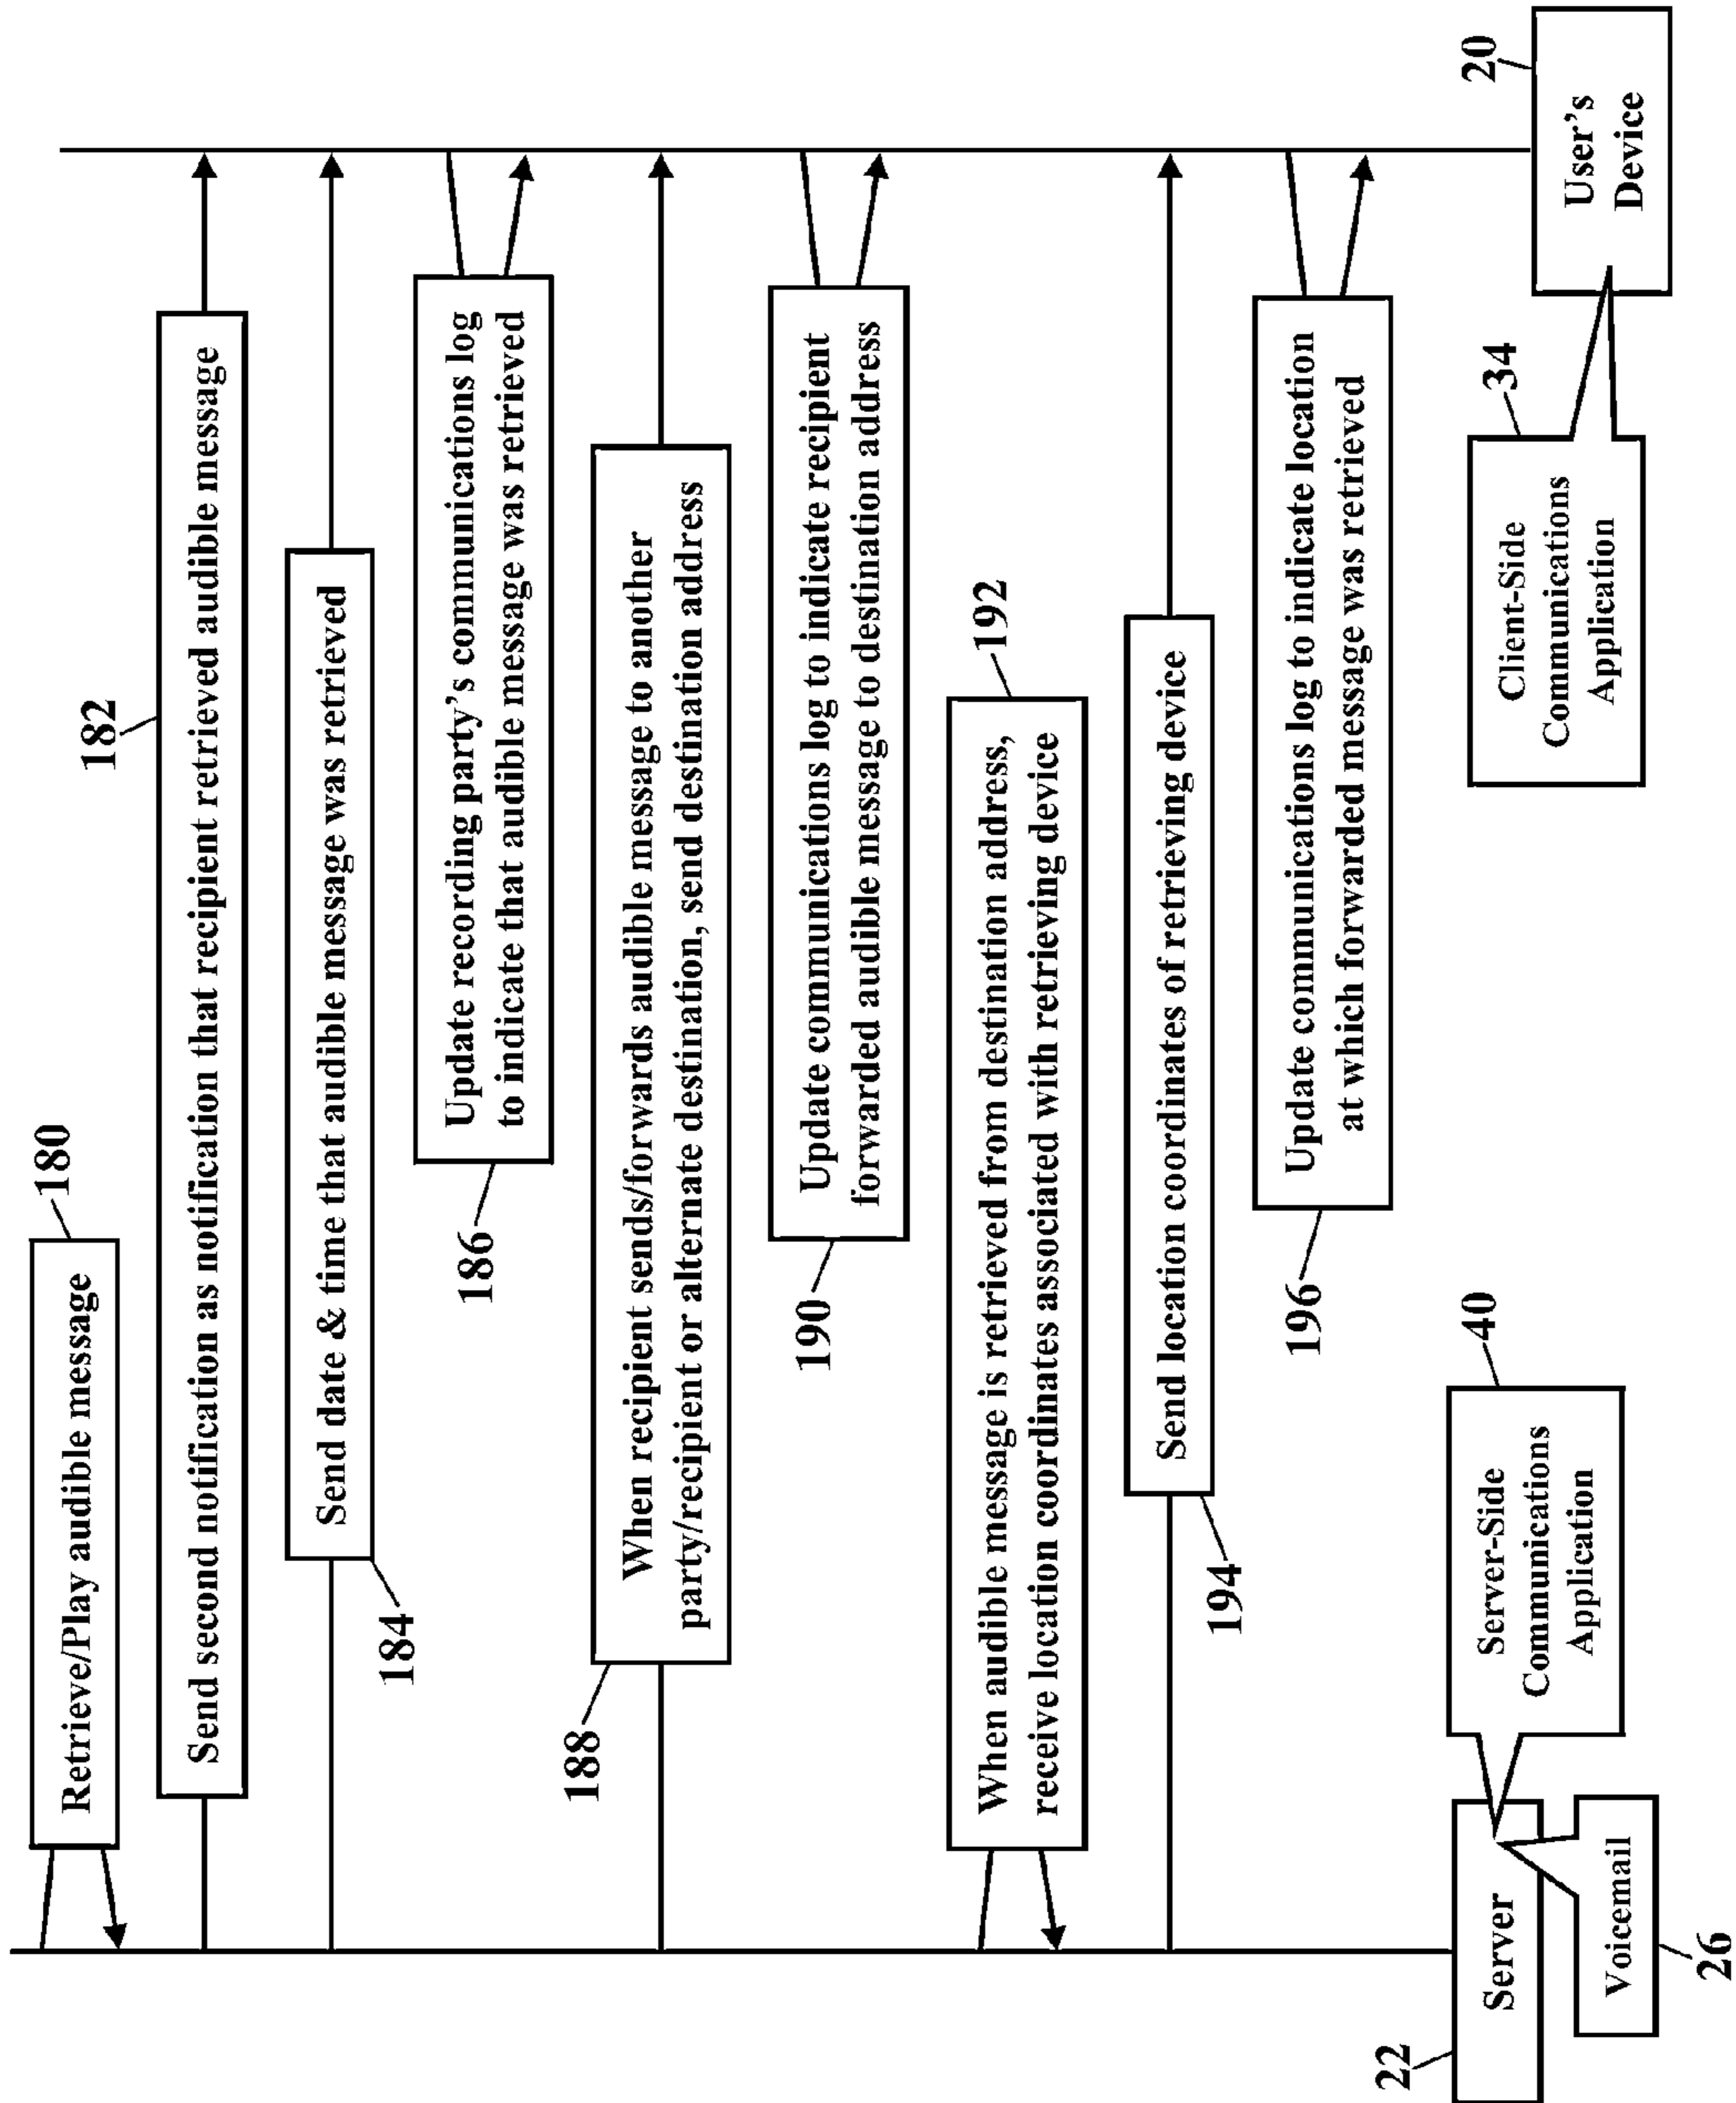 180
Retrieve/Play audible message
182
Send second notification as notification that recipient retrieved audible message
Send date & time that audible message was retrieved
184
Update recording party's communications log
to indicate that audible message was retrieved
186
When recipient sends/forwards audible message to another
party/recipient or alternate destination, send destination address
188
Update communications log to indicate recipient
forwarded audible message to destination address
190
192
When audible message is retrieved from destination address,
receive location coordinates associated with retrieving device
Send location coordinates of retrieving device
194
Update communications log to indicate location
at which forwarded message was retrieved
196
22
Server
Voicemail
26
40
Server-Side
Communications
Application
34
Client-Side
Communications
Application
20
User's
Device